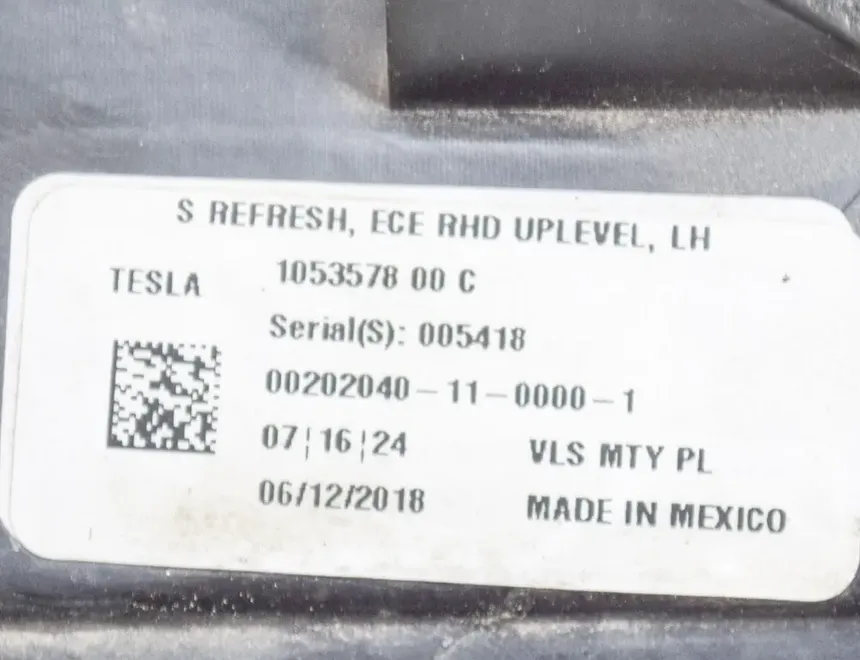 S REFRESH, ECE RHD UPLEVEL, LH
TESLA 1053578 00 C
Serial(S): 005418
00202040-11-0000-1
07¦16¦24 VLS MTY PL
06/12/2018 MADE IN MEXICO